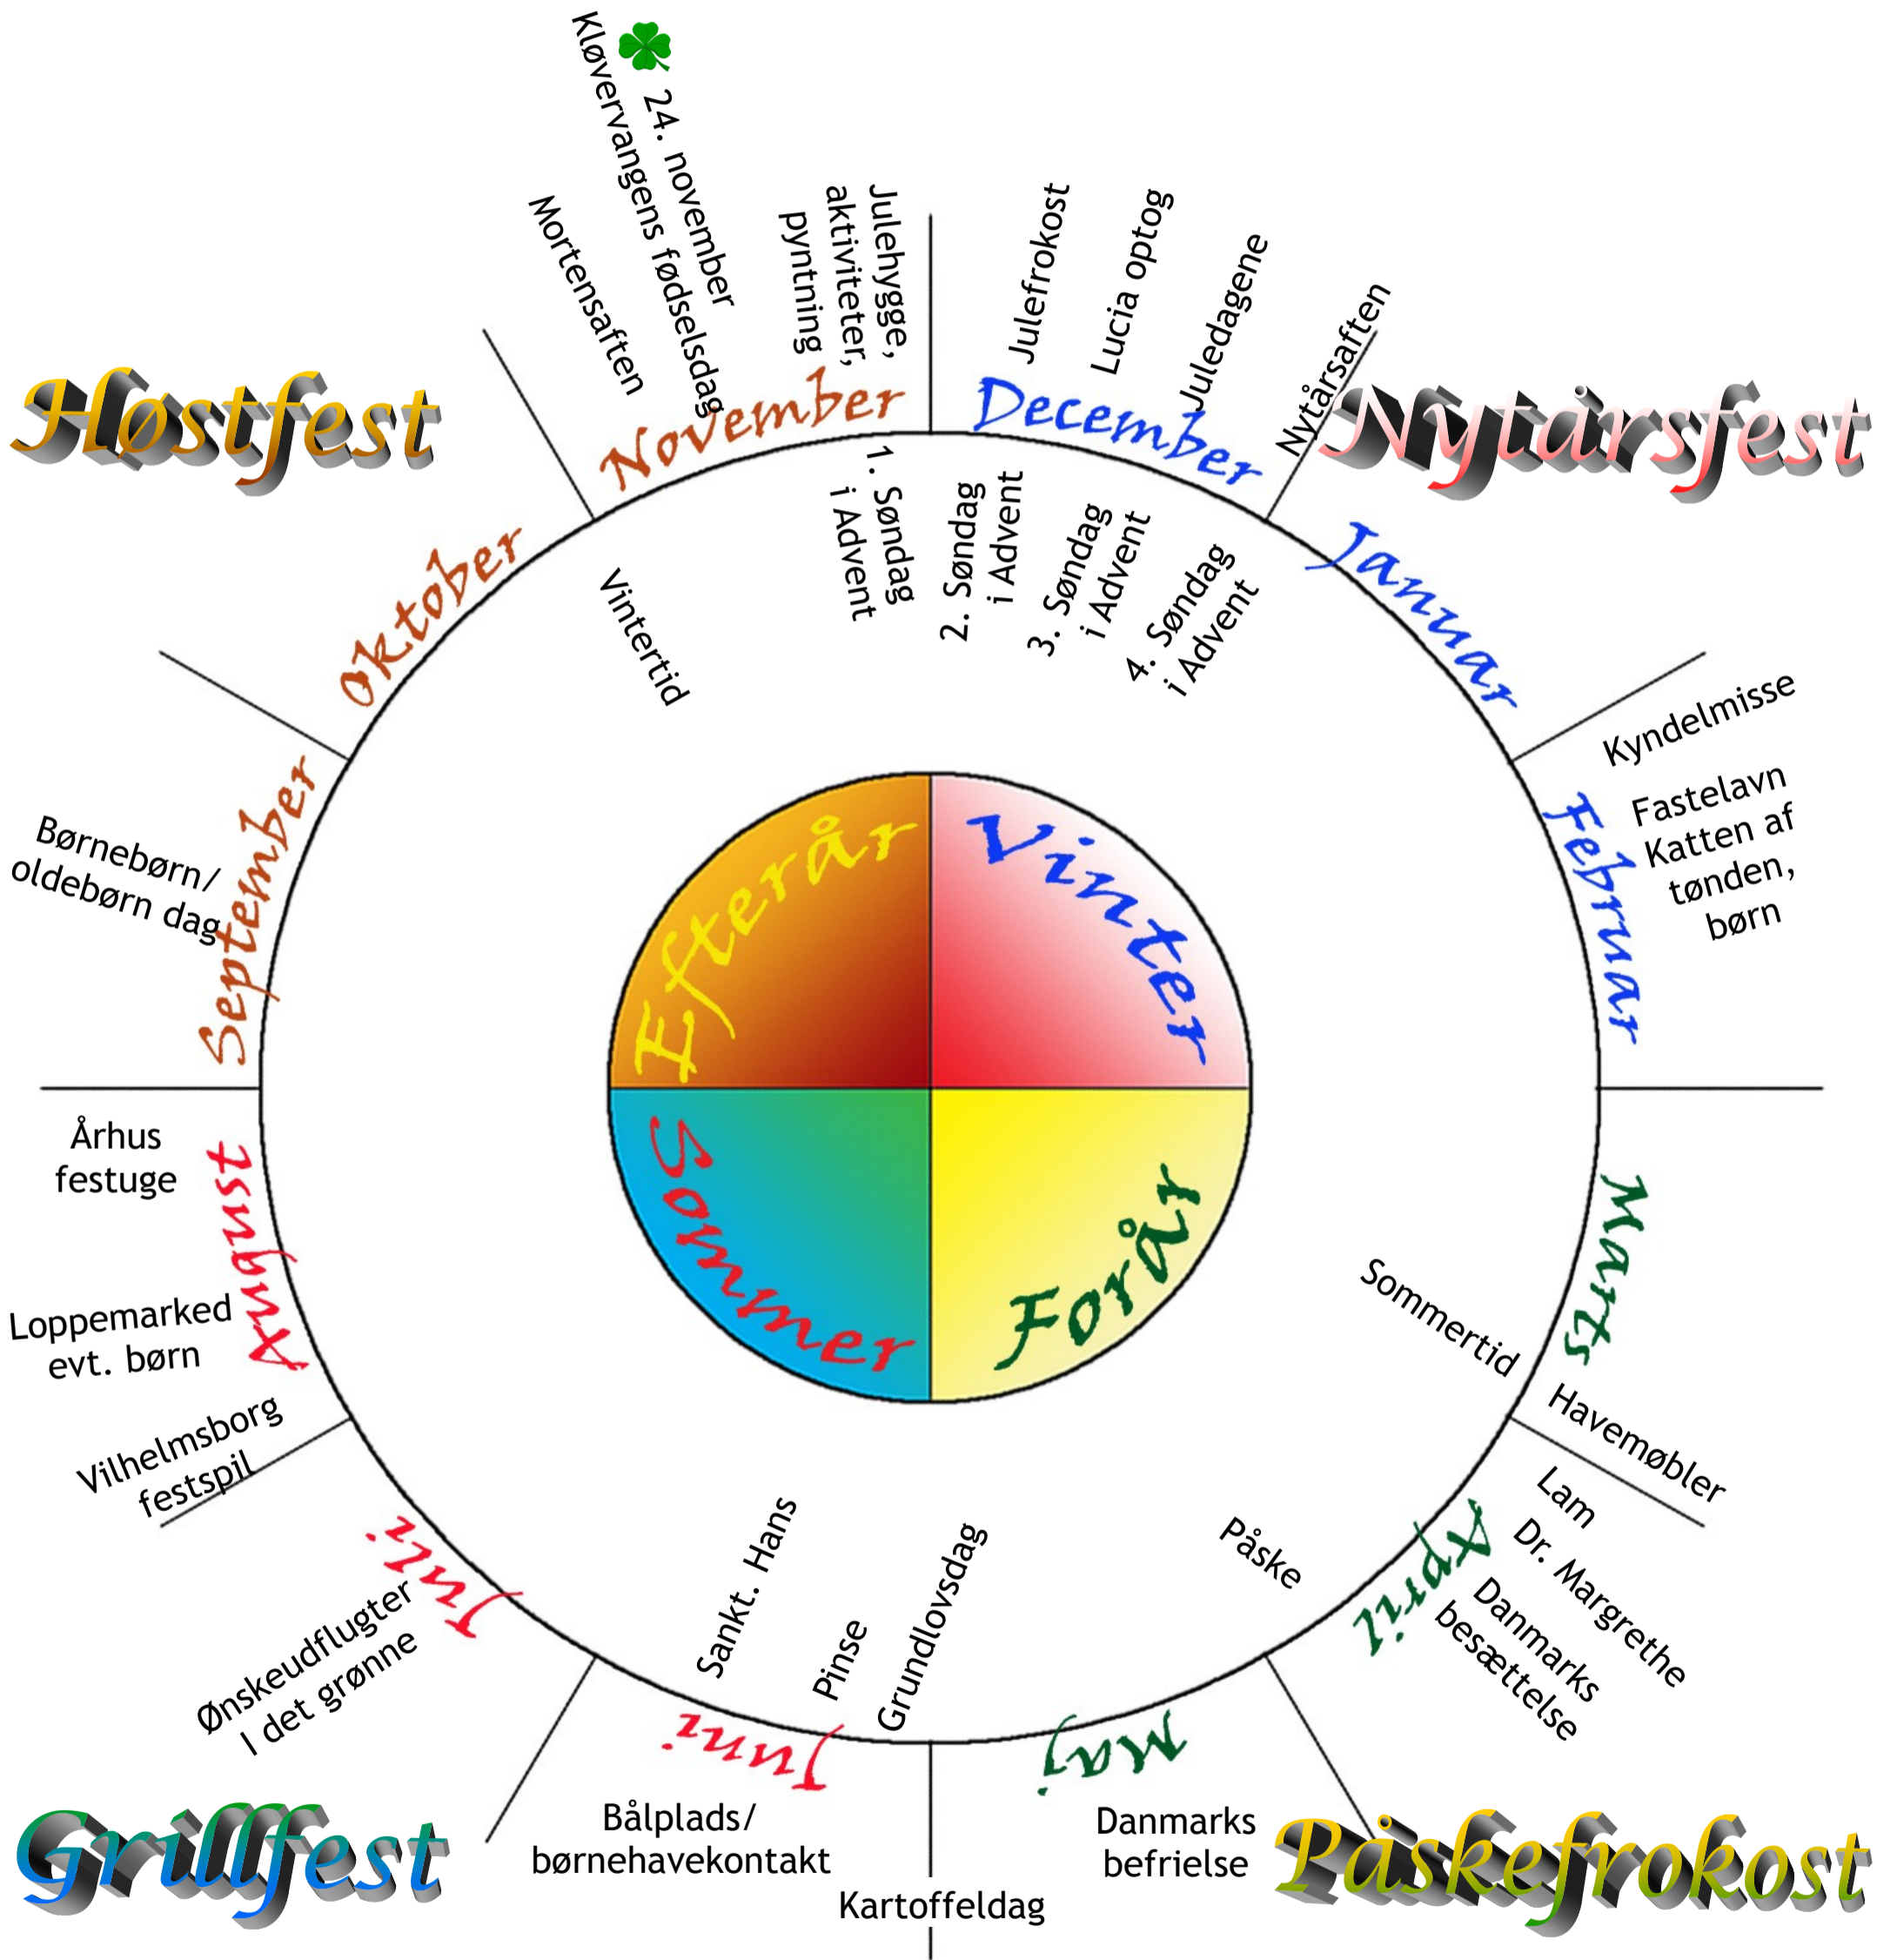 Kløvervangens fødselsdag
24. november
Mortensaften
Julehygge,
aktiviteter,
pyntning
Julefrokost
Lucia optog
Juledagene
Nytårsaften
Høstfest
Nytårsfest
November
December
1. Søndag
i Advent
2. Søndag
i Advent
3. Søndag
i Advent
4. Søndag
i Advent
Oktober
Januar
Vintertid
Kyndelmisse
September
Februar
Børnebørn/
oldebørn dag
Fastelavn
Katten af
tønden,
børn
Efterår
Vinter
Sommer
Forår
Århus
festuge
August
Marts
Loppemarked
evt. børn
Sommertid
Vilhelmsborg
festspil
Havemøbler
Lam
Dr. Margrethe
Danmarks
besættelse
April
Påske
Juli
Ønskeudflugter
I det grønne
Sankt. Hans
Pinse
Grundlovsdag
Juni
Maj
Bålplads/
børnehavekontakt
Danmarks
befrielse
Kartoffeldag
Grillfest
Påskefrokost